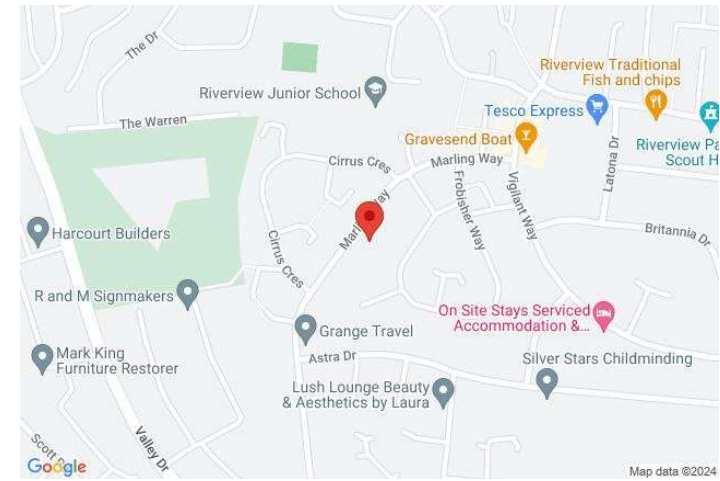 The Dr
Riverview Traditional
Fish and chips
Riverview Junior School
Tesco Express
The Warren
Gravesend Boat
Marling Way
Riverview Pa
Scout H
Cirrus Cres
Latona Dr
Frobisher Way
Vigilant Way
Marling Way
Harcourt Builders
Britannia Dr
Cirrus Cres
R and M Signmakers
On Site Stays Serviced
Accommodation &...
Grange Travel
Mark King
Furniture Restorer
Astra Dr
Silver Stars Childminding
Lush Lounge Beauty
& Aesthetics by Laura
Valley Dr
Scott
Google
Map data ©2024